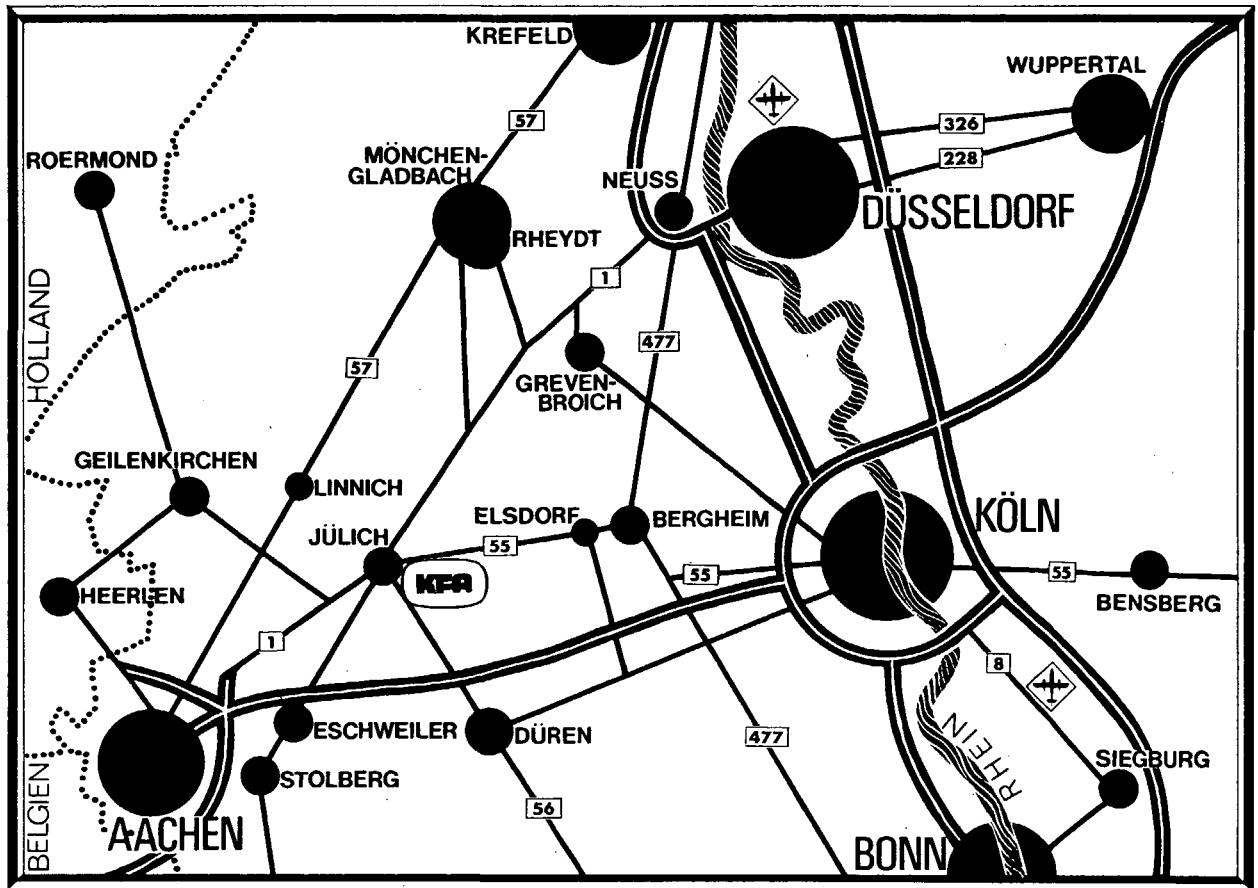 KREFELD
WUPPERTAL
57
326
ROERMOND
MÖNCHEN-
GLADBACH
228
NEUSS
DÜSSELDORF
RHEYDT
1
HOLLAND
477
57
GREVEN-
BROICH
GEILENKIRCHEN
LINNICH
JÜLICH
ELSDORF
BERGHEIM
KÖLN
55
KFA
55
55
HEERLEN
BENSBERG
1
8
ESCHWEILER
DÜREN
477
RHEIN
SIEGBURG
STOLBERG
56
BELGIEN
AACHEN
BONN